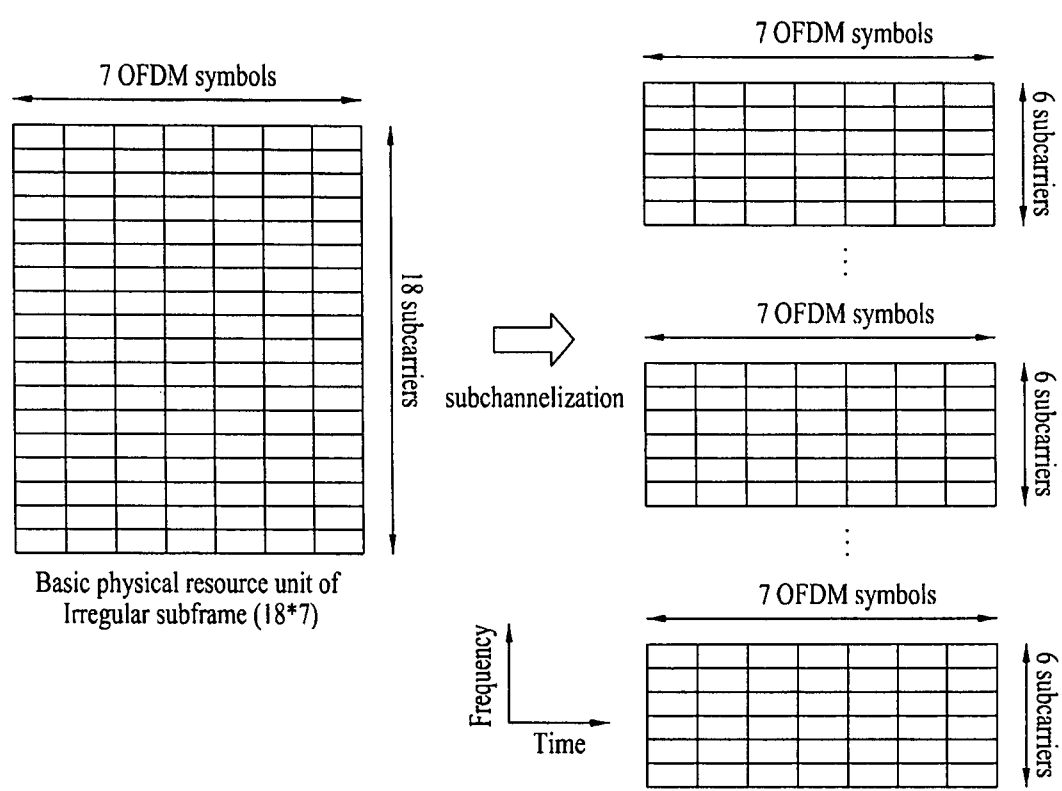 7 OFDM symbols
18 subcarriers
Basic physical resource unit of
Irregular subframe (18*7)
subchannelization
7 OFDM symbols
6 subcarriers
7 OFDM symbols
6 subcarriers
7 OFDM symbols
6 subcarriers
Frequency
Time